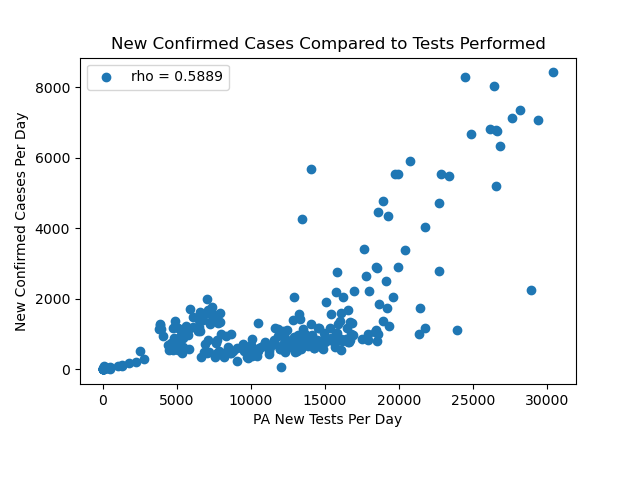 New Confirmed Cases Compared to Tests Performed
rho = 0.5889
8000
6000
4000
2000
0
New Confirmed Caeses Per Day
0 5000 10000 15000 20000 25000 30000
PA New Tests Per Day